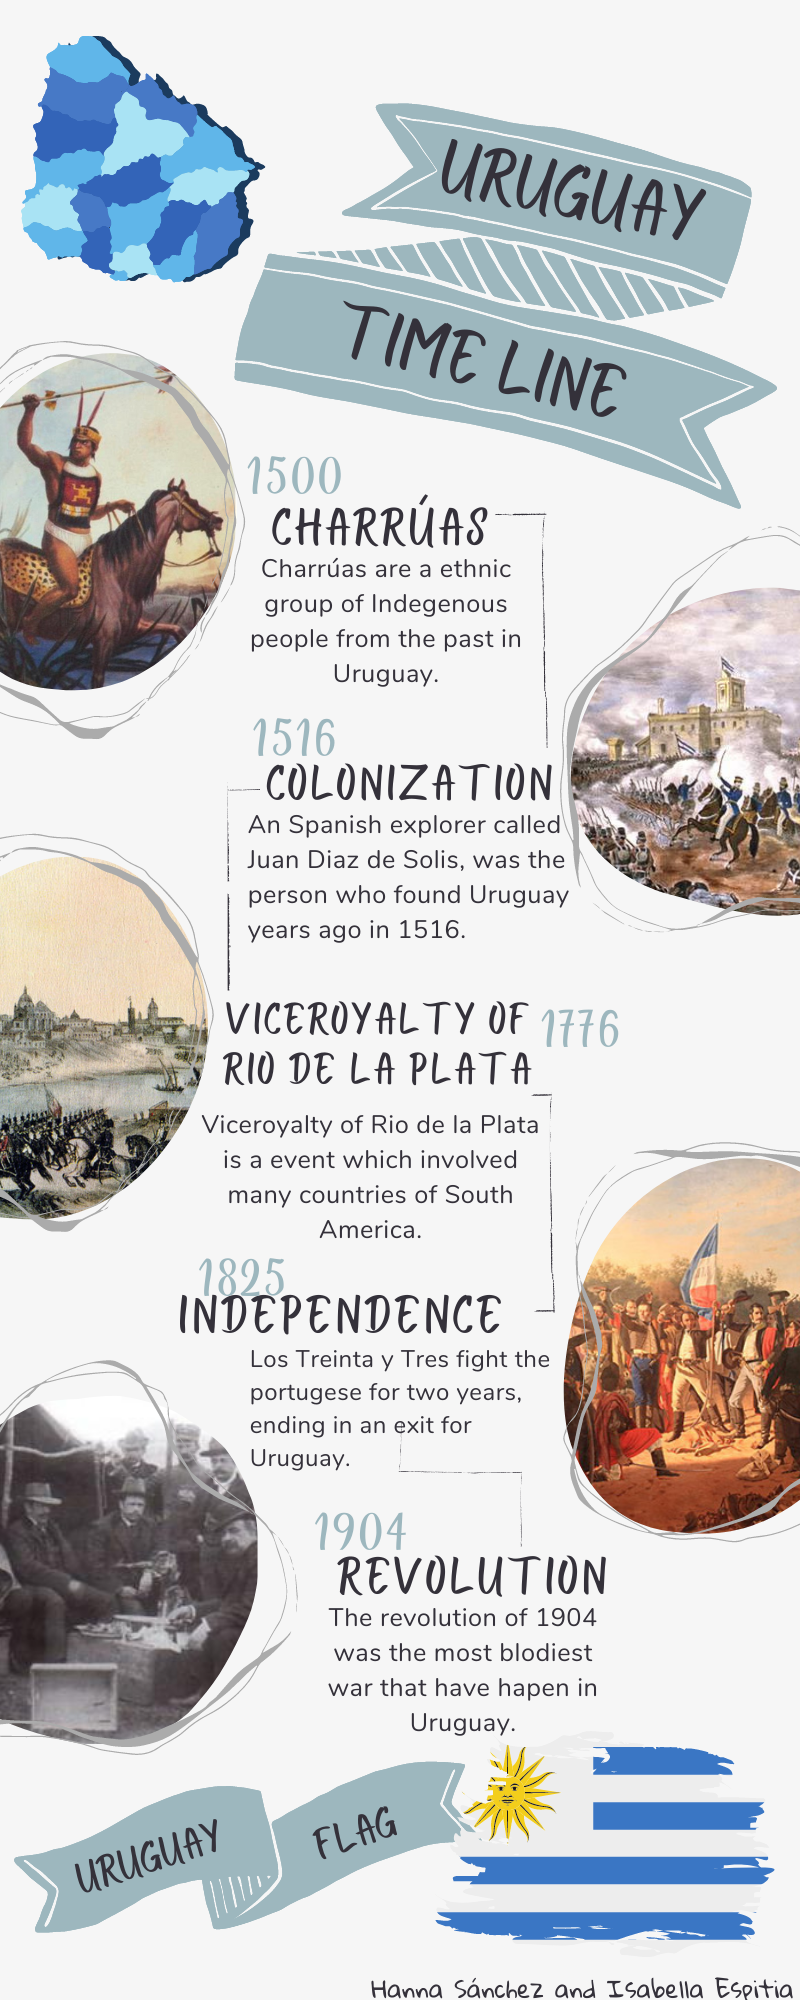 URUGUAY
TIME LINE
1500
CHARRÚAS
Charrúas are a ethnic
group of Indegenous
people from the past in
Uruguay.
1516
COLONIZATION
An Spanish explorer called
Juan Diaz de Solis, was the
person who found Uruguay
years ago in 1516.
VICEROYALTY OF
RIO DE LA PLATA
1776
Viceroyalty of Rio de la Plata
is a event which involved
many countries of South
America.
1825
INDEPENDENCE
Los Treinta y Tres fight the
portugese for two years,
ending in an exit for
Uruguay.
1904
REVOLUTION
The revolution of 1904
was the most blodiest
war that have hapen in
Uruguay.
URUGUAY
FLAG
Hanna Sánchez and Isabella Espitia